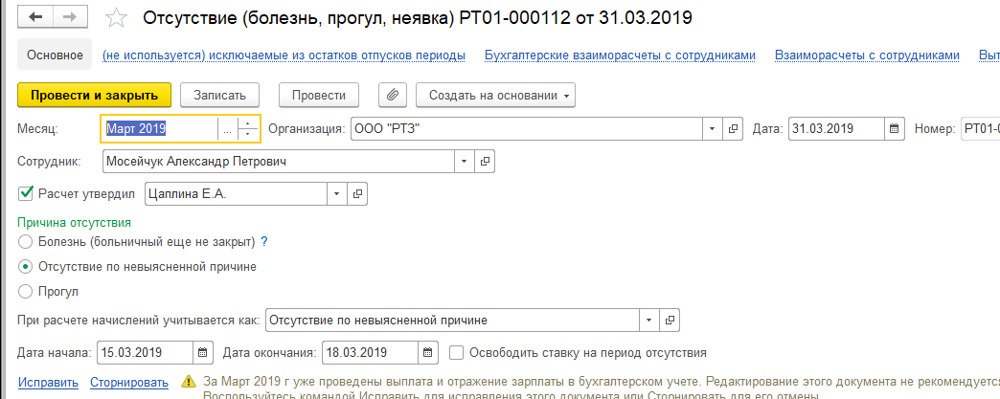 Отсутствие (болезнь, прогул, неявка) РТ01-000112 от 31.03.2019
Основное (не используется) исключаемые из остатков отпусков периоды Бухгалтерские взаиморасчеты с сотрудниками Взаиморасчеты с сотрудниками
Провести и закрыть Записать Провести Создать на основании
Месяц: Март 2019 ... Организация: ООО "РТЗ" Дата: 31.03.2019 Номер: РТ01-
Сотрудник: Мосейчук Александр Петрович
Расчет утвердил Цаплина Е.А.
Причина отсутствия
Болезнь (больничный еще не закрыт) ?
Отсутствие по невыясненной причине
Прогул
При расчете начислений учитывается как: Отсутствие по невыясненной причине
Дата начала: 15.03.2019 Дата окончания: 18.03.2019 Освободить ставку на период отсутствия
Исправить Сторнировать За Март 2019 г уже проведены выплата и отражение зарплаты в бухгалтерском учете. Редактирование этого документа не рекомендуется
Воспользуйтесь командой Исправить для исправления этого документа или Сторнировать для его отмены.